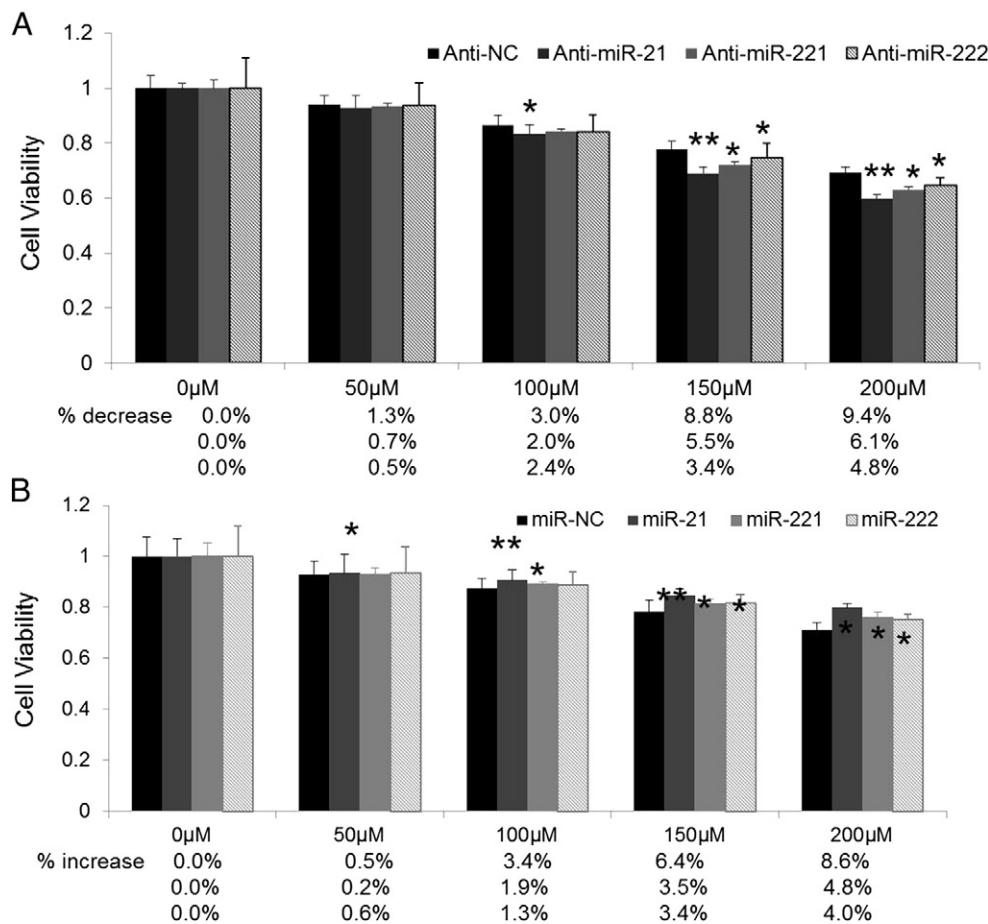 A
1.2
Anti-NC Anti-miR-21 Anti-miR-221 Anti-miR-222
1
0.8
0.6
0.4
0.2
0
Cell Viability
* ** * * ** * *
0µM 50µM 100µM 150µM 200µM
% decrease 0.0% 1.3% 3.0% 8.8% 9.4%
0.0% 0.7% 2.0% 5.5% 6.1%
0.0% 0.5% 2.4% 3.4% 4.8%
B
1.2
miR-NC miR-21 miR-221 miR-222
1
0.8
0.6
0.4
0.2
0
Cell Viability
* ** * ** * * * * *
0µM 50µM 100µM 150µM 200µM
% increase 0.0% 0.5% 3.4% 6.4% 8.6%
0.0% 0.2% 1.9% 3.5% 4.8%
0.0% 0.6% 1.3% 3.4% 4.0%